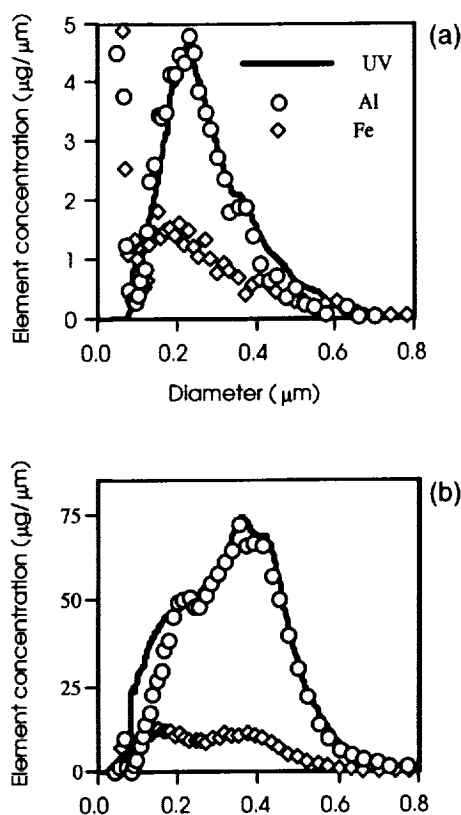 (a)
Element concentration (μg/μm)
5
4
3
2
1
0
UV
Al
Fe
0.0 0.2 0.4 0.6 0.8
Diameter (μm)
(b)
Element concentration (μg/μm)
75
50
25
0
0.0 0.2 0.4 0.6 0.8